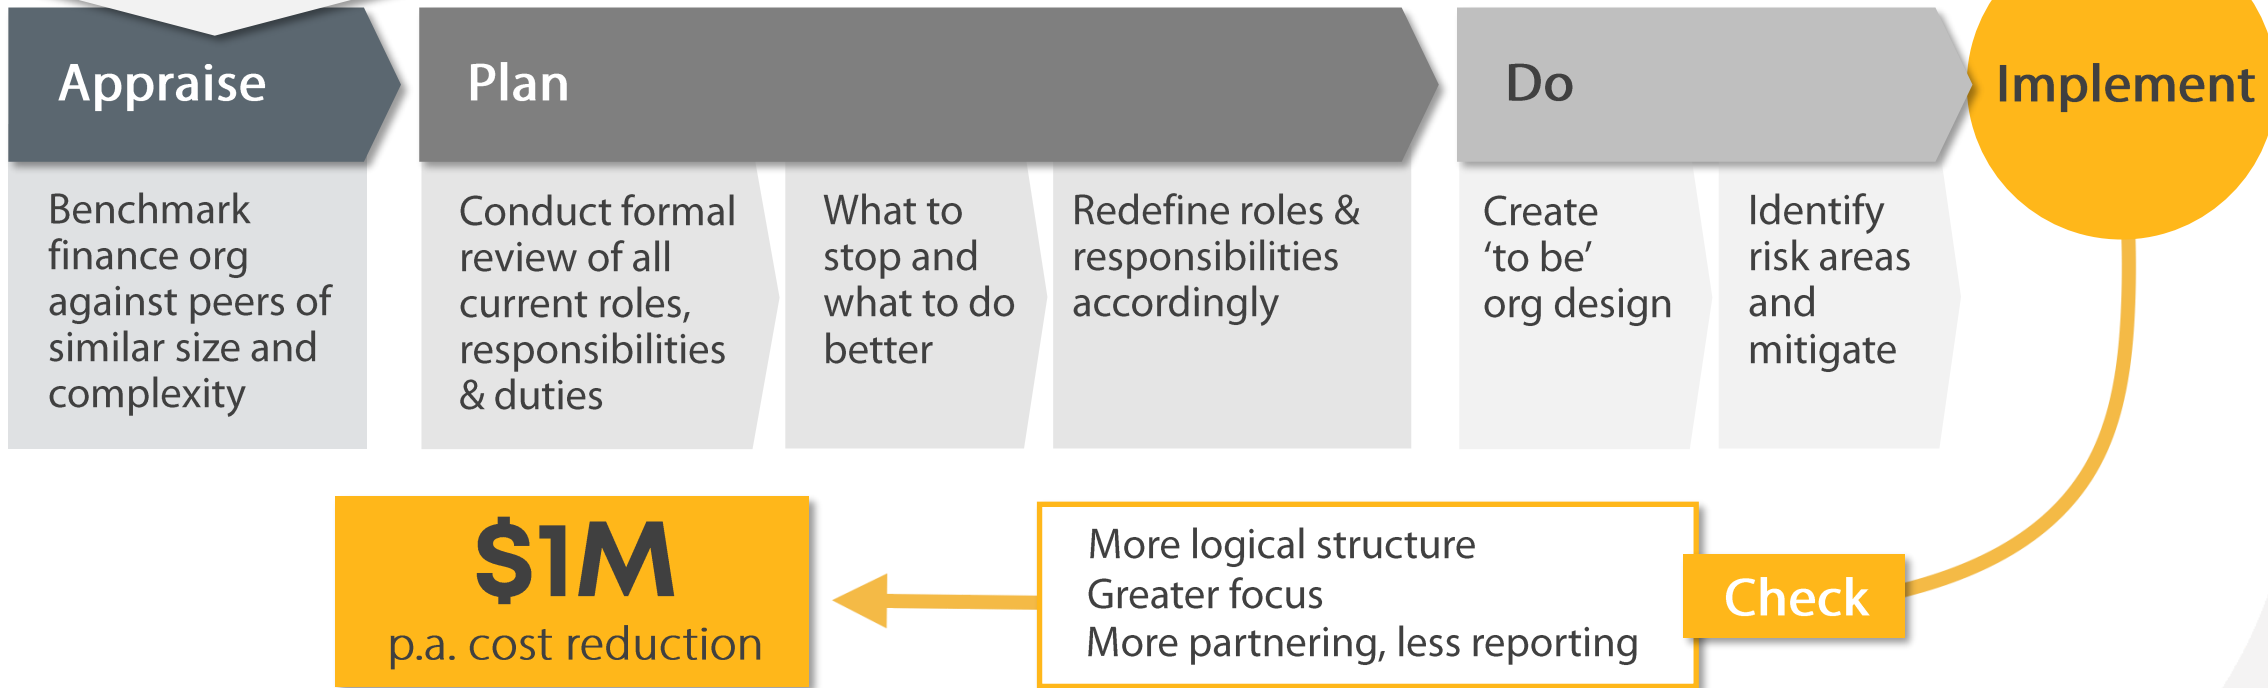 Appraise
Plan
Do
Implement
Benchmark
finance org
against peers of
similar size and
complexity
Conduct formal
review of all
current roles,
responsibilities
& duties
What to
stop and
what to do
better
Redefine roles &
responsibilities
accordingly
Create
‘to be’
org design
Identify
risk areas
and
mitigate
$1M
p.a. cost reduction
More logical structure
Greater focus
More partnering, less reporting
Check